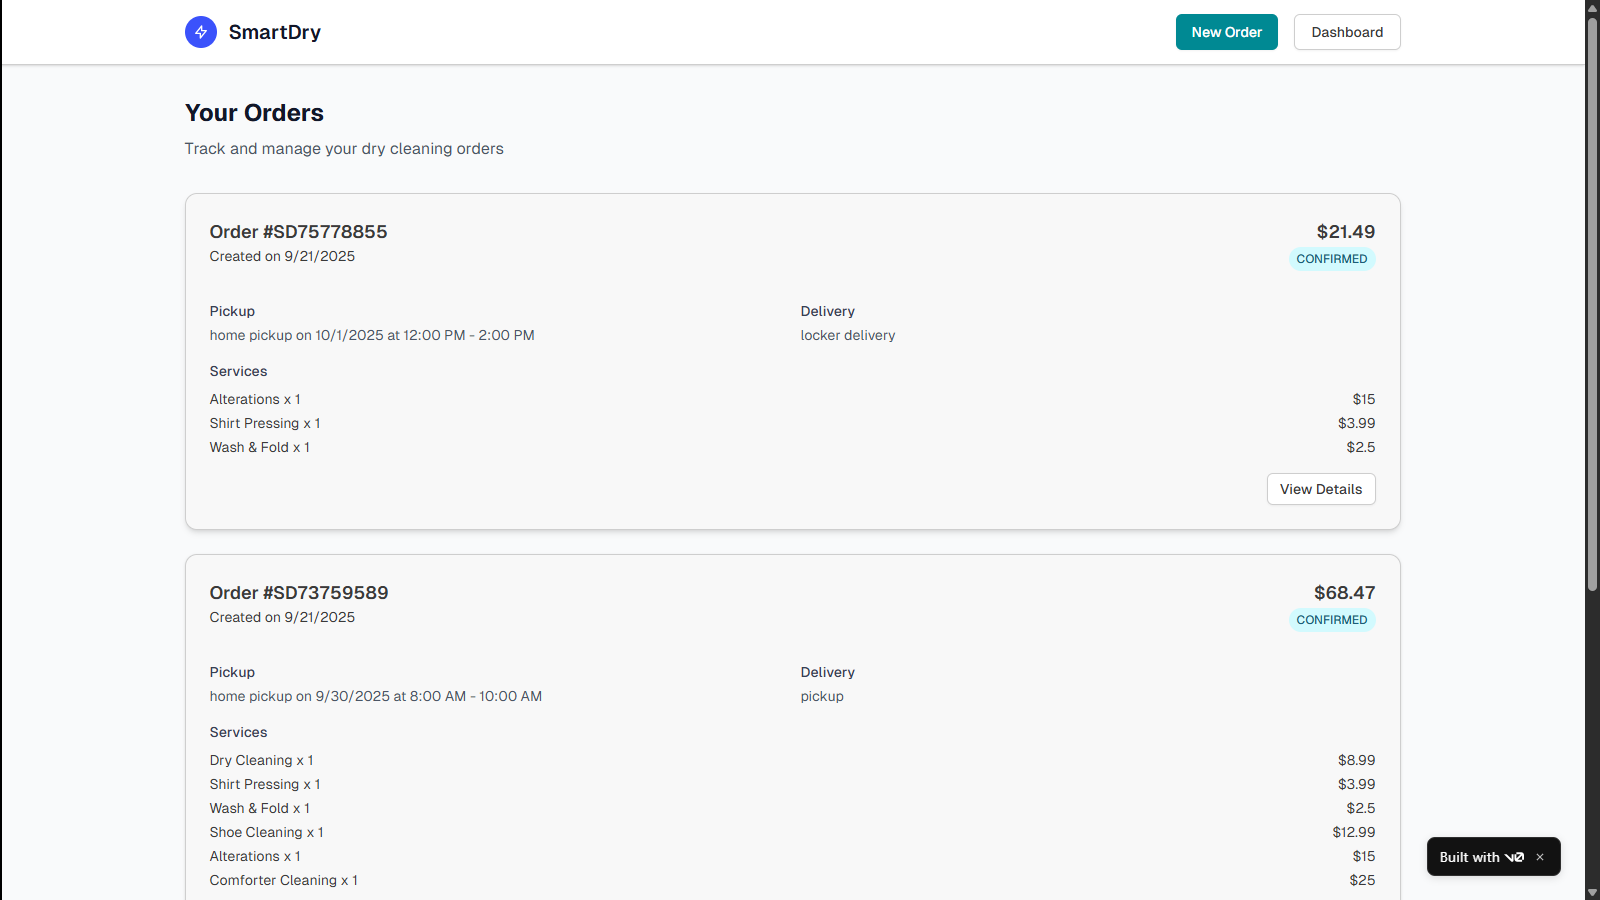 SmartDry
New Order
Dashboard
Your Orders
Track and manage your dry cleaning orders
Order #SD75778855
$21.49
Created on 9/21/2025
CONFIRMED
Pickup
Delivery
home pickup on 10/1/2025 at 12:00 PM - 2:00 PM
locker delivery
Services
Alterations x 1
$15
Shirt Pressing x 1
$3.99
Wash & Fold x 1
$2.5
View Details
Order #SD73759589
$68.47
Created on 9/21/2025
CONFIRMED
Pickup
Delivery
home pickup on 9/30/2025 at 8:00 AM - 10:00 AM
pickup
Services
Dry Cleaning x 1
$8.99
Shirt Pressing x 1
$3.99
Wash & Fold x 1
$2.5
Shoe Cleaning x 1
$12.99
Alterations x 1
$15
Comforter Cleaning x 1
$25
Built with v0